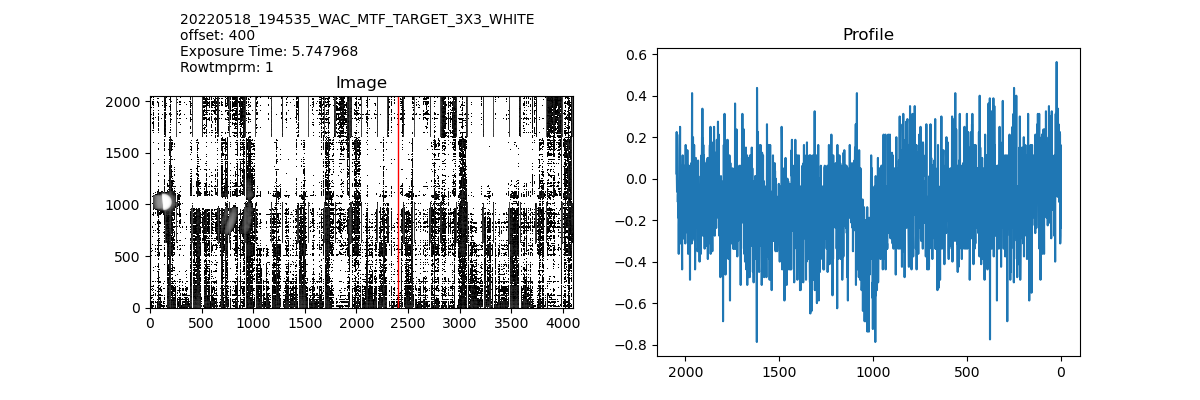 20220518_194535_WAC_MTF_TARGET_3X3_WHITE
offset: 400
Exposure Time: 5.747968
Rowtmprm: 1
Image
2000
1500
1000
500
0
0 500 1000 1500 2000 2500 3000 3500 4000
Profile
0.6
0.4
0.2
0.0
−0.2
−0.4
−0.6
−0.8
2000 1500 1000 500 0